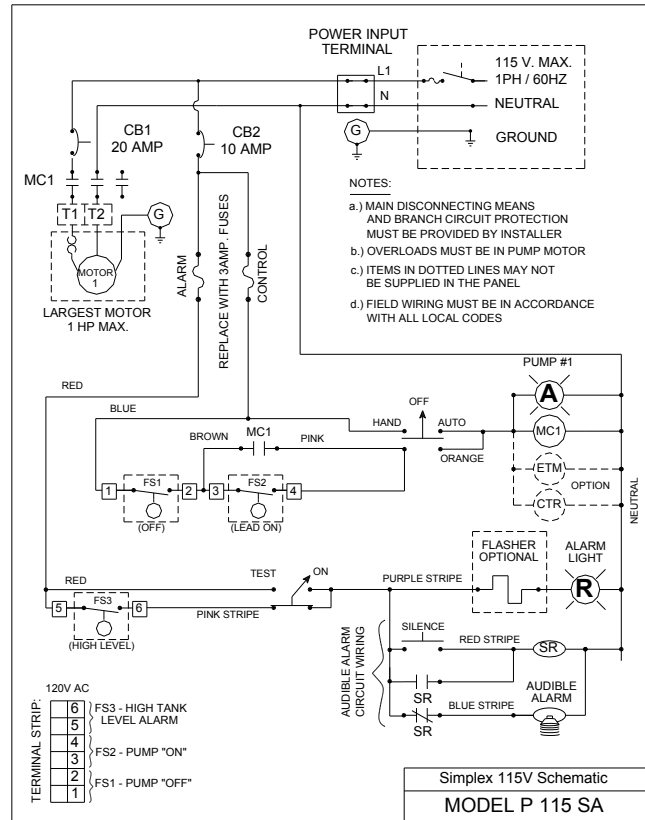 POWER INPUT
TERMINAL
L1
N
115 V. MAX.
1PH / 60HZ
NEUTRAL
GROUND
G
CB1
20 AMP
CB2
10 AMP
MC1
T1
T2
G
MOTOR
1
LARGEST MOTOR
1 HP MAX.
ALARM
REPLACE WITH 3AMP. FUSES
CONTROL
NOTES:
a.) MAIN DISCONNECTING MEANS
AND BRANCH CIRCUIT PROTECTION
MUST BE PROVIDED BY INSTALLER
b.) OVERLOADS MUST BE IN PUMP MOTOR
c.) ITEMS IN DOTTED LINES MAY NOT
BE SUPPLIED IN THE PANEL
d.) FIELD WIRING MUST BE IN ACCORDANCE
WITH ALL LOCAL CODES
RED
BLUE
BROWN
MC1
PINK
HAND
OFF
AUTO
ORANGE
PUMP #1
A
MC1
ETM
OPTION
CTR
NEUTRAL
1
FS1
2
3
FS2
4
(OFF)
(LEAD ON)
RED
TEST
ON
5
FS3
6
PINK STRIPE
(HIGH LEVEL)
PURPLE STRIPE
FLASHER
OPTIONAL
ALARM
LIGHT
R
AUDIBLE ALARM
CIRCUIT WIRING
SILENCE
RED STRIPE
SR
SR
BLUE STRIPE
SR
AUDIBLE
ALARM
120V AC
TERMINAL STRIP:
6
5
4
3
2
1
FS3 - HIGH TANK
LEVEL ALARM
FS2 - PUMP "ON"
FS1 - PUMP "OFF"
Simplex 115V Schematic
MODEL P 115 SA